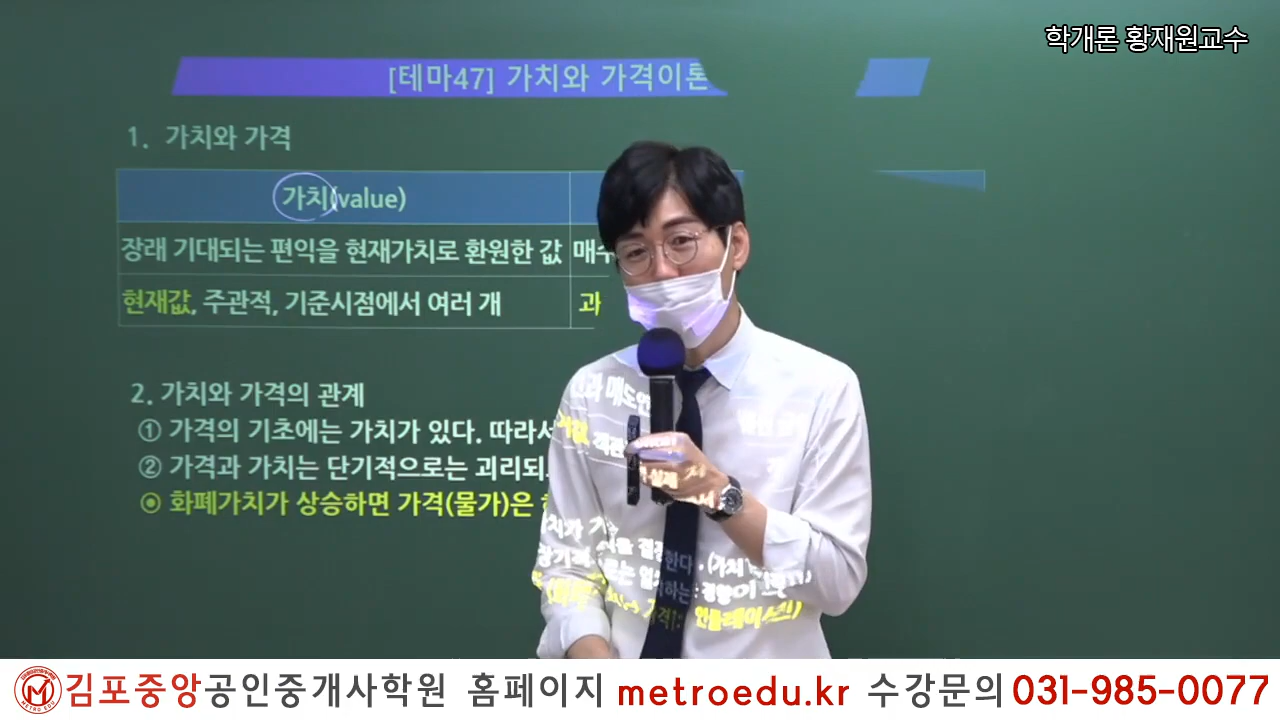 학개론 황재원교수
[테마47] 가치와 가격이론
1. 가치와 가격
가치(value)
장래 기대되는 편익을 현재가치로 환원한 값 매수
현재값, 주관적, 기준시점에서 여러 개 과
2. 가치와 가격의 관계
① 가격의 기초에는 가치가 있다. 따라서
② 가격과 가치는 단기적으로는 괴리되
◉ 화폐가치가 상승하면 가격(물가)은
김포중앙공인중개사학원 홈페이지 metroedu.kr 수강문의 031-985-0077
METRO EDU